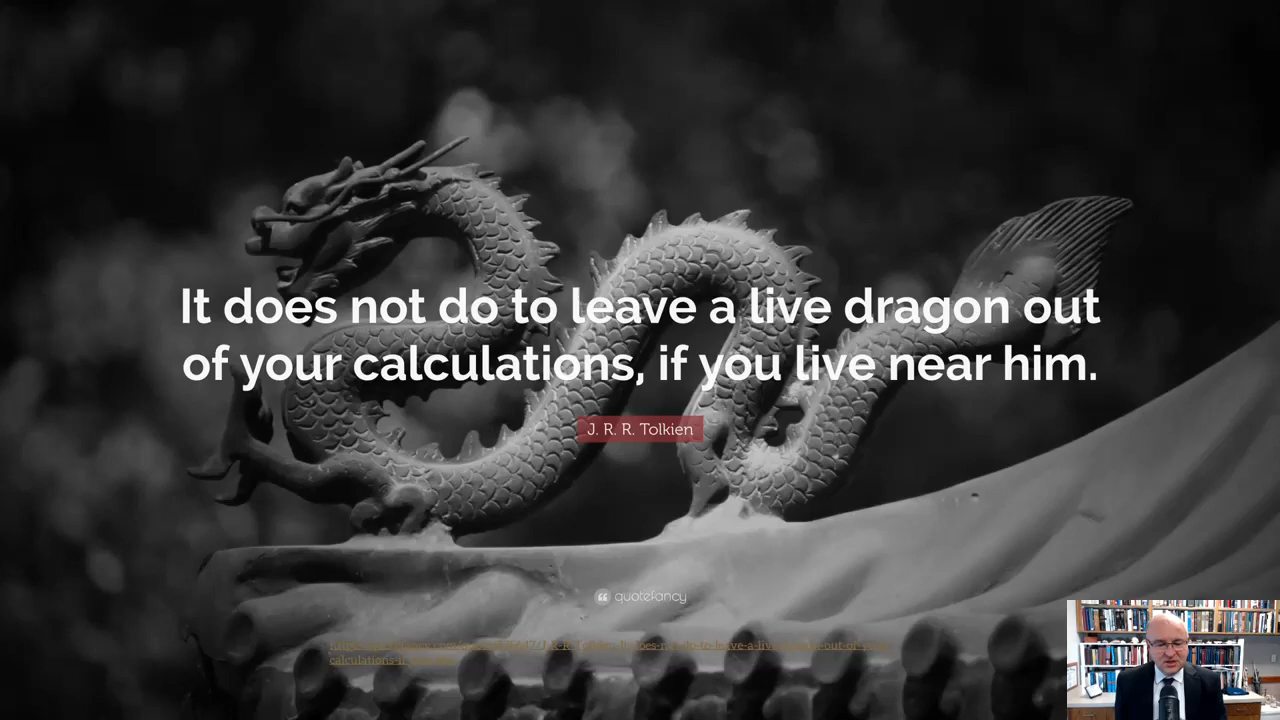 It does not do to leave a live dragon out
of your calculations, if you live near him.
J. R. R. Tolkien
quotefancy